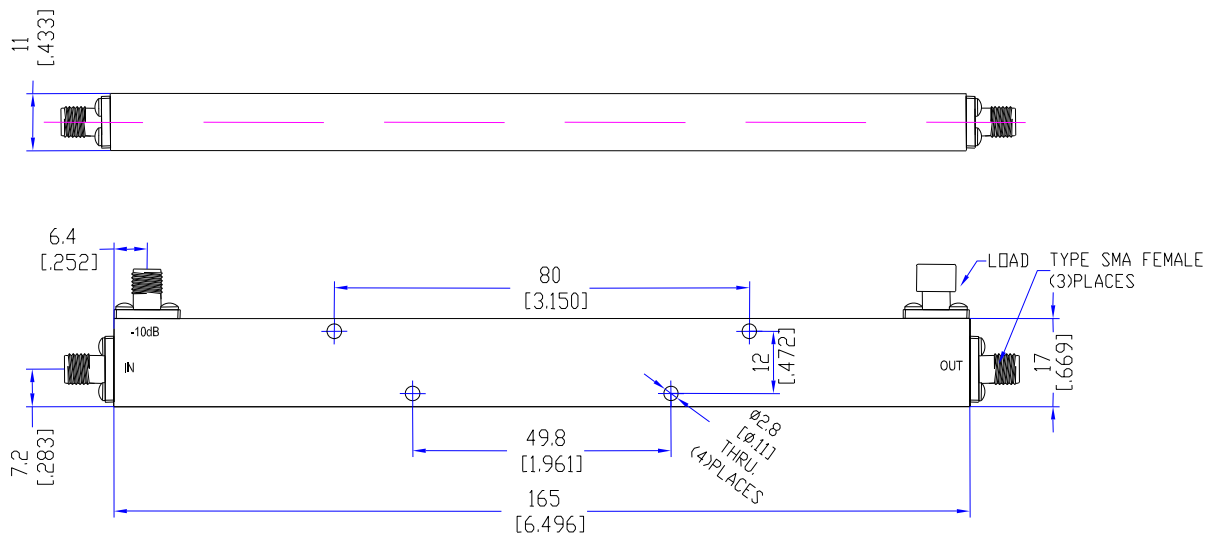 11
[.433]
6.4
[.252]
80
[3.150]
LOAD
TYPE SMA FEMALE
(3)PLACES
-10dB
IN
OUT
12
[.472]
17
[.669]
7.2
[.283]
49.8
[1.961]
ø2.8
[ø.11]
THRU.
(4)PLACES
165
[6.496]